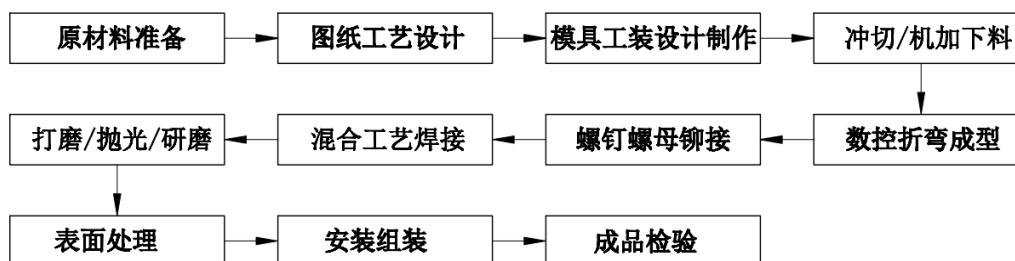 原材料准备
图纸工艺设计
模具工装设计制作
冲切/机加下料
数控折弯成型
螺钉螺母铆接
混合工艺焊接
打磨/抛光/研磨
表面处理
安装组装
成品检验